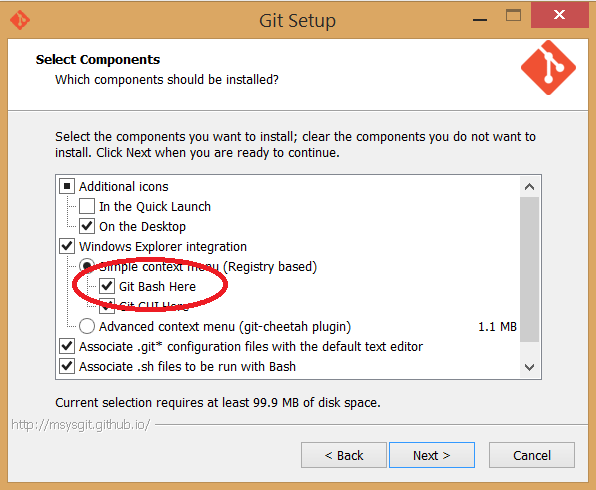 Git Setup
Select Components
Which components should be installed?
Select the components you want to install; clear the components you do not want to
install. Click Next when you are ready to continue.
Additional icons
In the Quick Launch
On the Desktop
Windows Explorer integration
Simple context menu (Registry based)
Git Bash Here
Git GUI Here
Advanced context menu (git-cheetah plugin) 1.1 MB
Associate .git* configuration files with the default text editor
Associate .sh files to be run with Bash
Current selection requires at least 99.9 MB of disk space.
http://msysgit.github.io/
< Back Next > Cancel